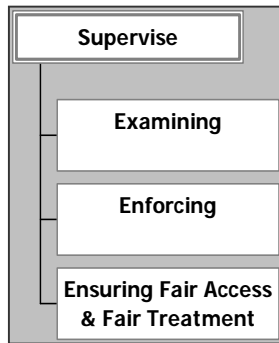 Supervise
Examining
Enforcing
Ensuring Fair Access
& Fair Treatment